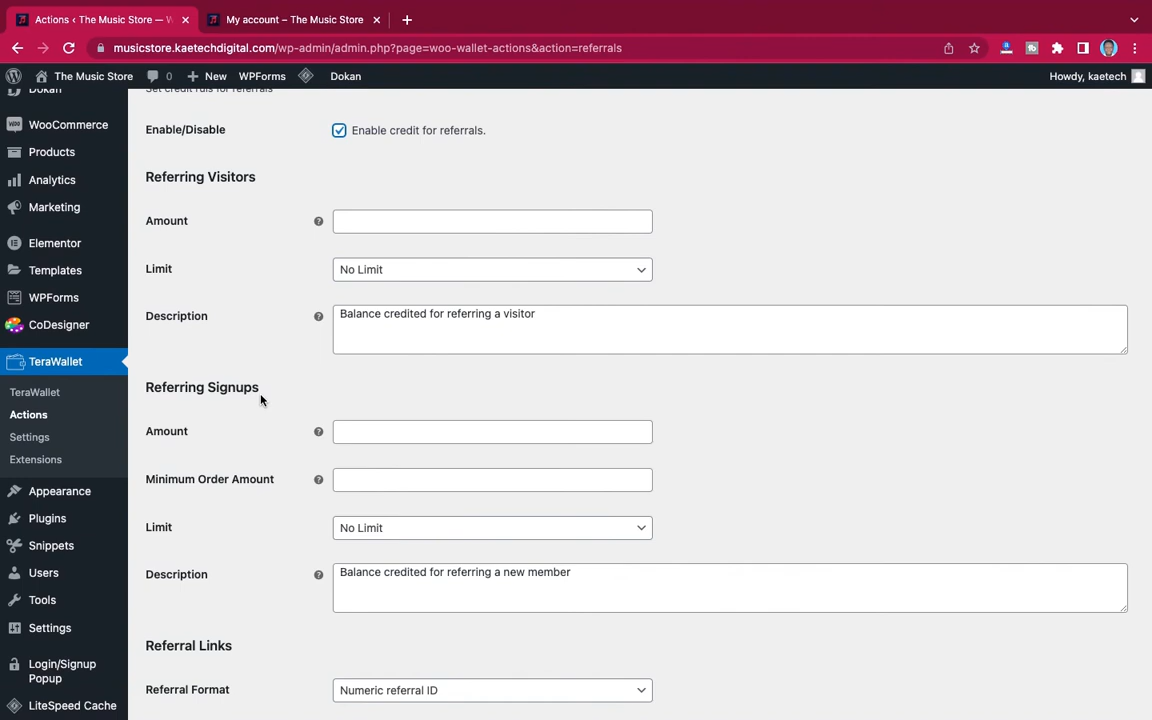 Actions < The Music Store — W
My account – The Music Store
musicstore.kaetechdigital.com/wp-admin/admin.php?page=woo-wallet-actions&action=referrals
The Music Store
0
New
WPForms
Dokan
Howdy, kaetech
Dokan
WooCommerce
Products
Analytics
Marketing
Elementor
Templates
WPForms
CoDesigner
TeraWallet
TeraWallet
Actions
Settings
Extensions
Appearance
Plugins
Snippets
Users
Tools
Settings
Login/Signup
Popup
LiteSpeed Cache
Set credit ruls for referrals
Enable/Disable
Enable credit for referrals.
Referring Visitors
Amount
Limit
No Limit
Description
Balance credited for referring a visitor
Referring Signups
Amount
Minimum Order Amount
Limit
No Limit
Description
Balance credited for referring a new member
Referral Links
Referral Format
Numeric referral ID